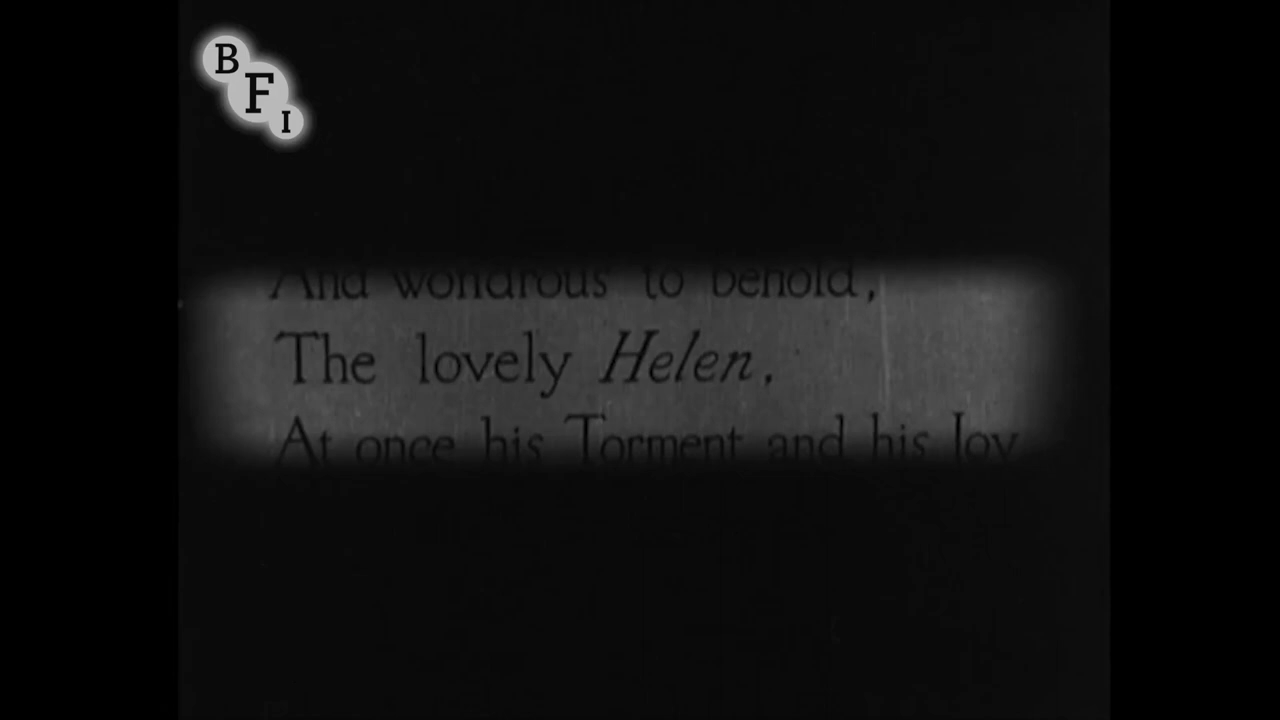 BFI
And wondrous to behold,
The lovely Helen,
At once his Torment and his Joy